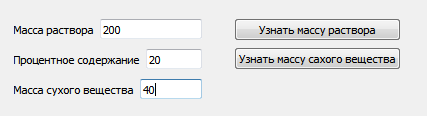 Масса раствора 200 Узнать массу раствора
Процентное содержание 20 Узнать массу сахого вещества
Масса сухого вещества 40